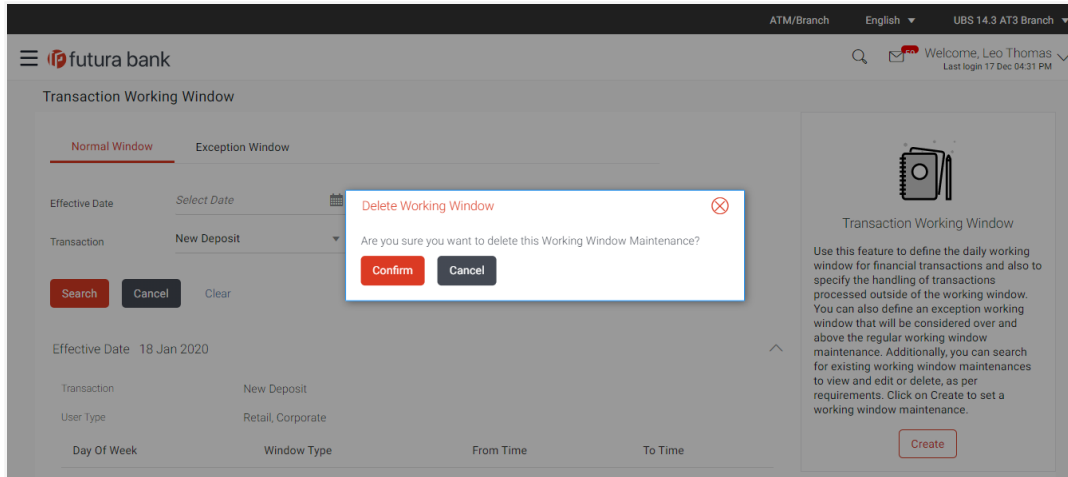 ATM/Branch English UBS 14.3 AT3 Branch
futura bank
Welcome, Leo Thomas
Last login 17 Dec 04:31 PM
Transaction Working Window
Normal Window Exception Window
Effective Date Select Date
Transaction New Deposit
Search Cancel Clear
Delete Working Window
Are you sure you want to delete this Working Window Maintenance?
Confirm Cancel
Effective Date 18 Jan 2020
Transaction New Deposit
User Type Retail, Corporate
Day Of Week Window Type From Time To Time
Transaction Working Window
Use this feature to define the daily working
window for financial transactions and also to
specify the handling of transactions
processed outside of the working window.
You can also define an exception working
window that will be considered over and
above the regular working window
maintenance. Additionally, you can search
for existing working window maintenances
to view and edit or delete, as per
requirements. Click on Create to set a
working window maintenance.
Create